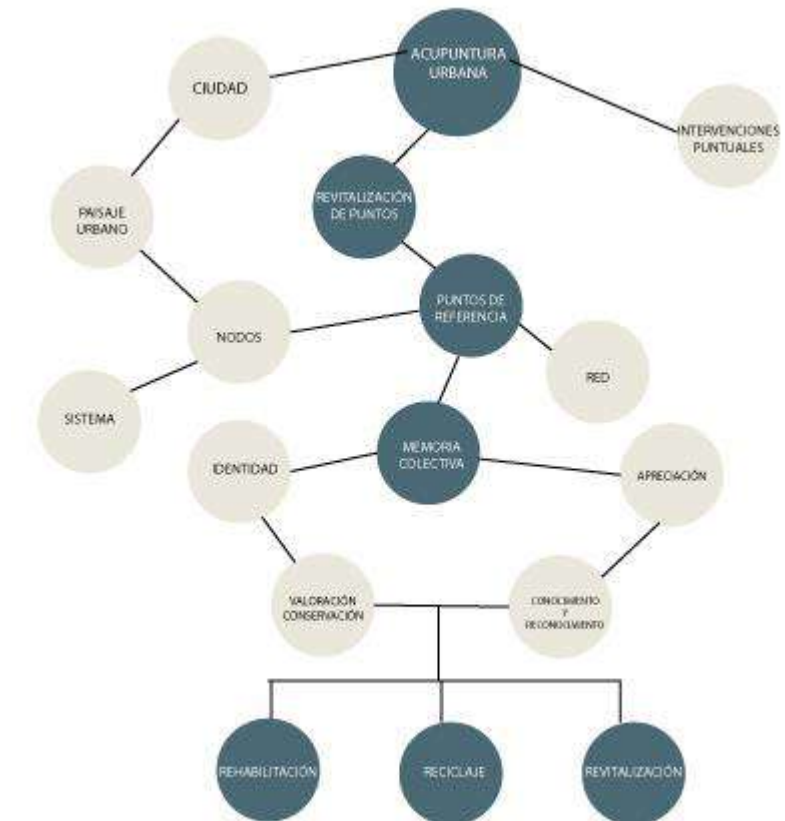 ACUPUNTURA
URBANA
CIUDAD
INTERVENCIONES
PUNTUALES
REVITALIZACIÓN
DE PUNTOS
PAISAJE
URBANO
PUNTOS DE
REFERENCIA
NODOS
RED
SISTEMA
MEMORIA
COLECTIVA
IDENTIDAD
APRECIACIÓN
VALORACIÓN
CONSERVACIÓN
CONOCIMIENTO
Y
RECONOCIMIENTO
REHABILITACIÓN
RECICLAJE
REVITALIZACIÓN